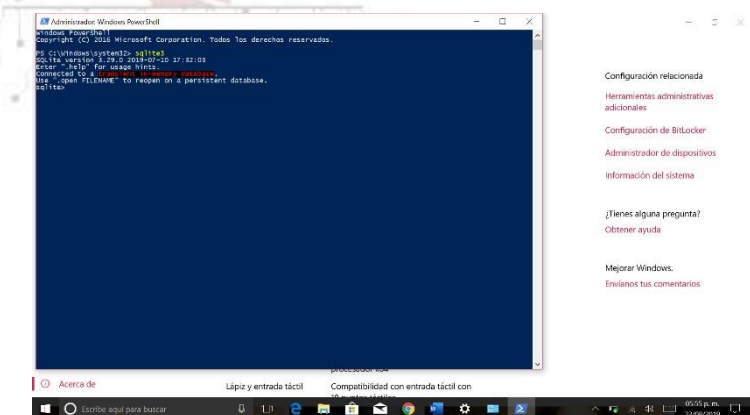 Administrador: Windows PowerShell
Windows PowerShell
Copyright (C) 2016 Microsoft Corporation. Todos los derechos reservados.
PS C:\Windows\system32> sqlite3
SQLite version 3.29.0 2019-07-10 17:32:03
Enter ".help" for usage hints.
Connected to a transient in-memory database.
Use ".open FILENAME" to reopen on a persistent database.
sqlite>
Configuración relacionada
Herramientas administrativas
adicionales
Configuración de BitLocker
Administrador de dispositivos
Información del sistema
¿Tienes alguna pregunta?
Obtener ayuda
Mejorar Windows.
Envíanos tus comentarios
procesador x64
Acerca de
Lápiz y entrada táctil
Compatibilidad con entrada táctil con
Escribe aquí para buscar
05:55 p. m.